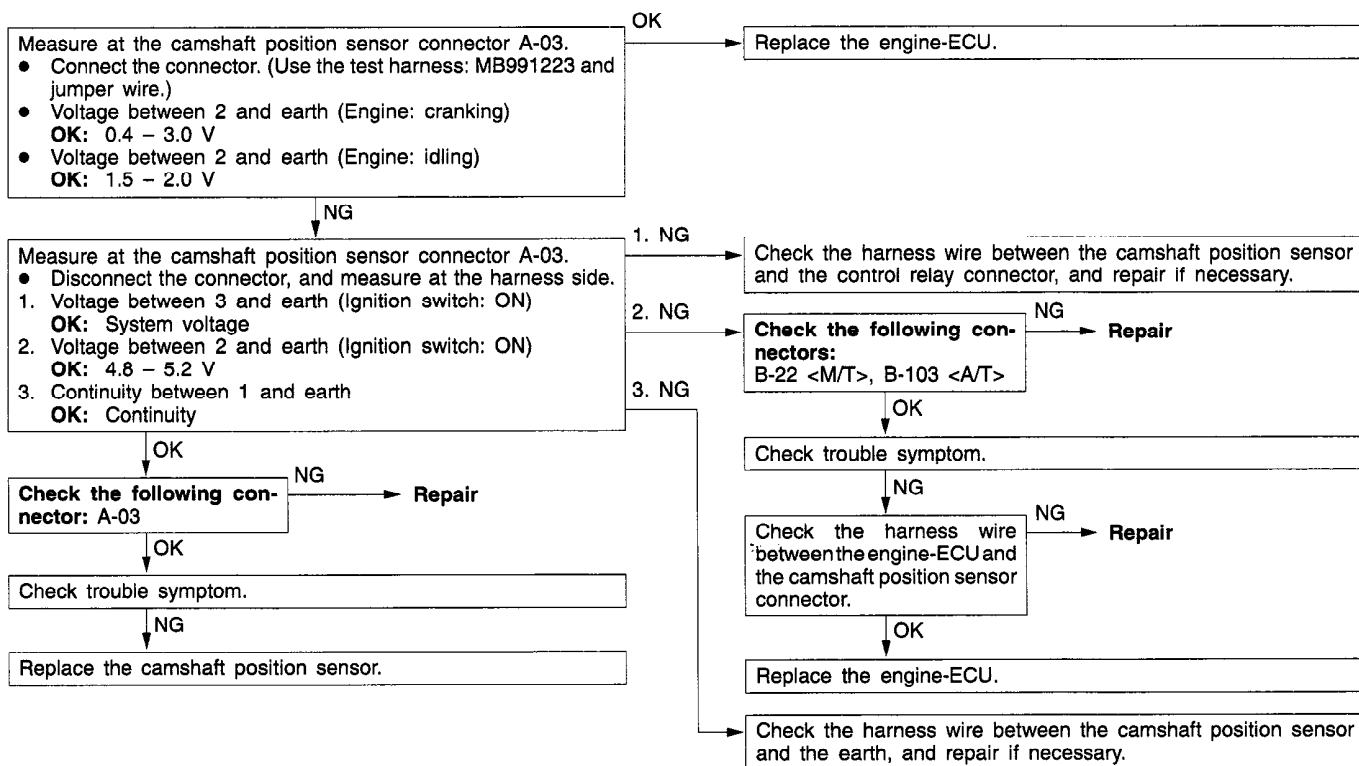 Measure at the camshaft position sensor connector A-03.
● Connect the connector. (Use the test harness: MB991223 and
jumper wire.)
● Voltage between 2 and earth (Engine: cranking)
OK: 0.4 – 3.0 V
● Voltage between 2 and earth (Engine: idling)
OK: 1.5 – 2.0 V
OK
Replace the engine-ECU.
NG
Measure at the camshaft position sensor connector A-03.
● Disconnect the connector, and measure at the harness side.
1. Voltage between 3 and earth (Ignition switch: ON)
OK: System voltage
2. Voltage between 2 and earth (Ignition switch: ON)
OK: 4.8 – 5.2 V
3. Continuity between 1 and earth
OK: Continuity
1. NG
Check the harness wire between the camshaft position sensor
and the control relay connector, and repair if necessary.
2. NG
Check the following con-
nectors:
B-22 <M/T>, B-103 <A/T>
NG
Repair
OK
Check trouble symptom.
NG
Check the harness wire
between the engine-ECU and
the camshaft position sensor
connector.
NG
Repair
OK
Replace the engine-ECU.
3. NG
Check the harness wire between the camshaft position sensor
and the earth, and repair if necessary.
OK
Check the following con-
nector: A-03
NG
Repair
OK
Check trouble symptom.
NG
Replace the camshaft position sensor.